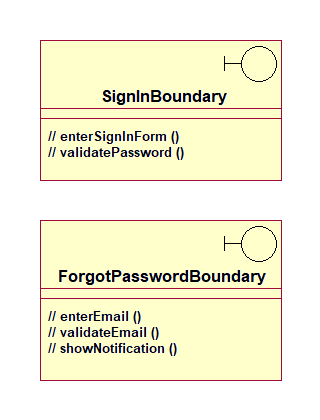 SignInBoundary
// enterSignInForm ()
// validatePassword ()
ForgotPasswordBoundary
// enterEmail ()
// validateEmail ()
// showNotification ()